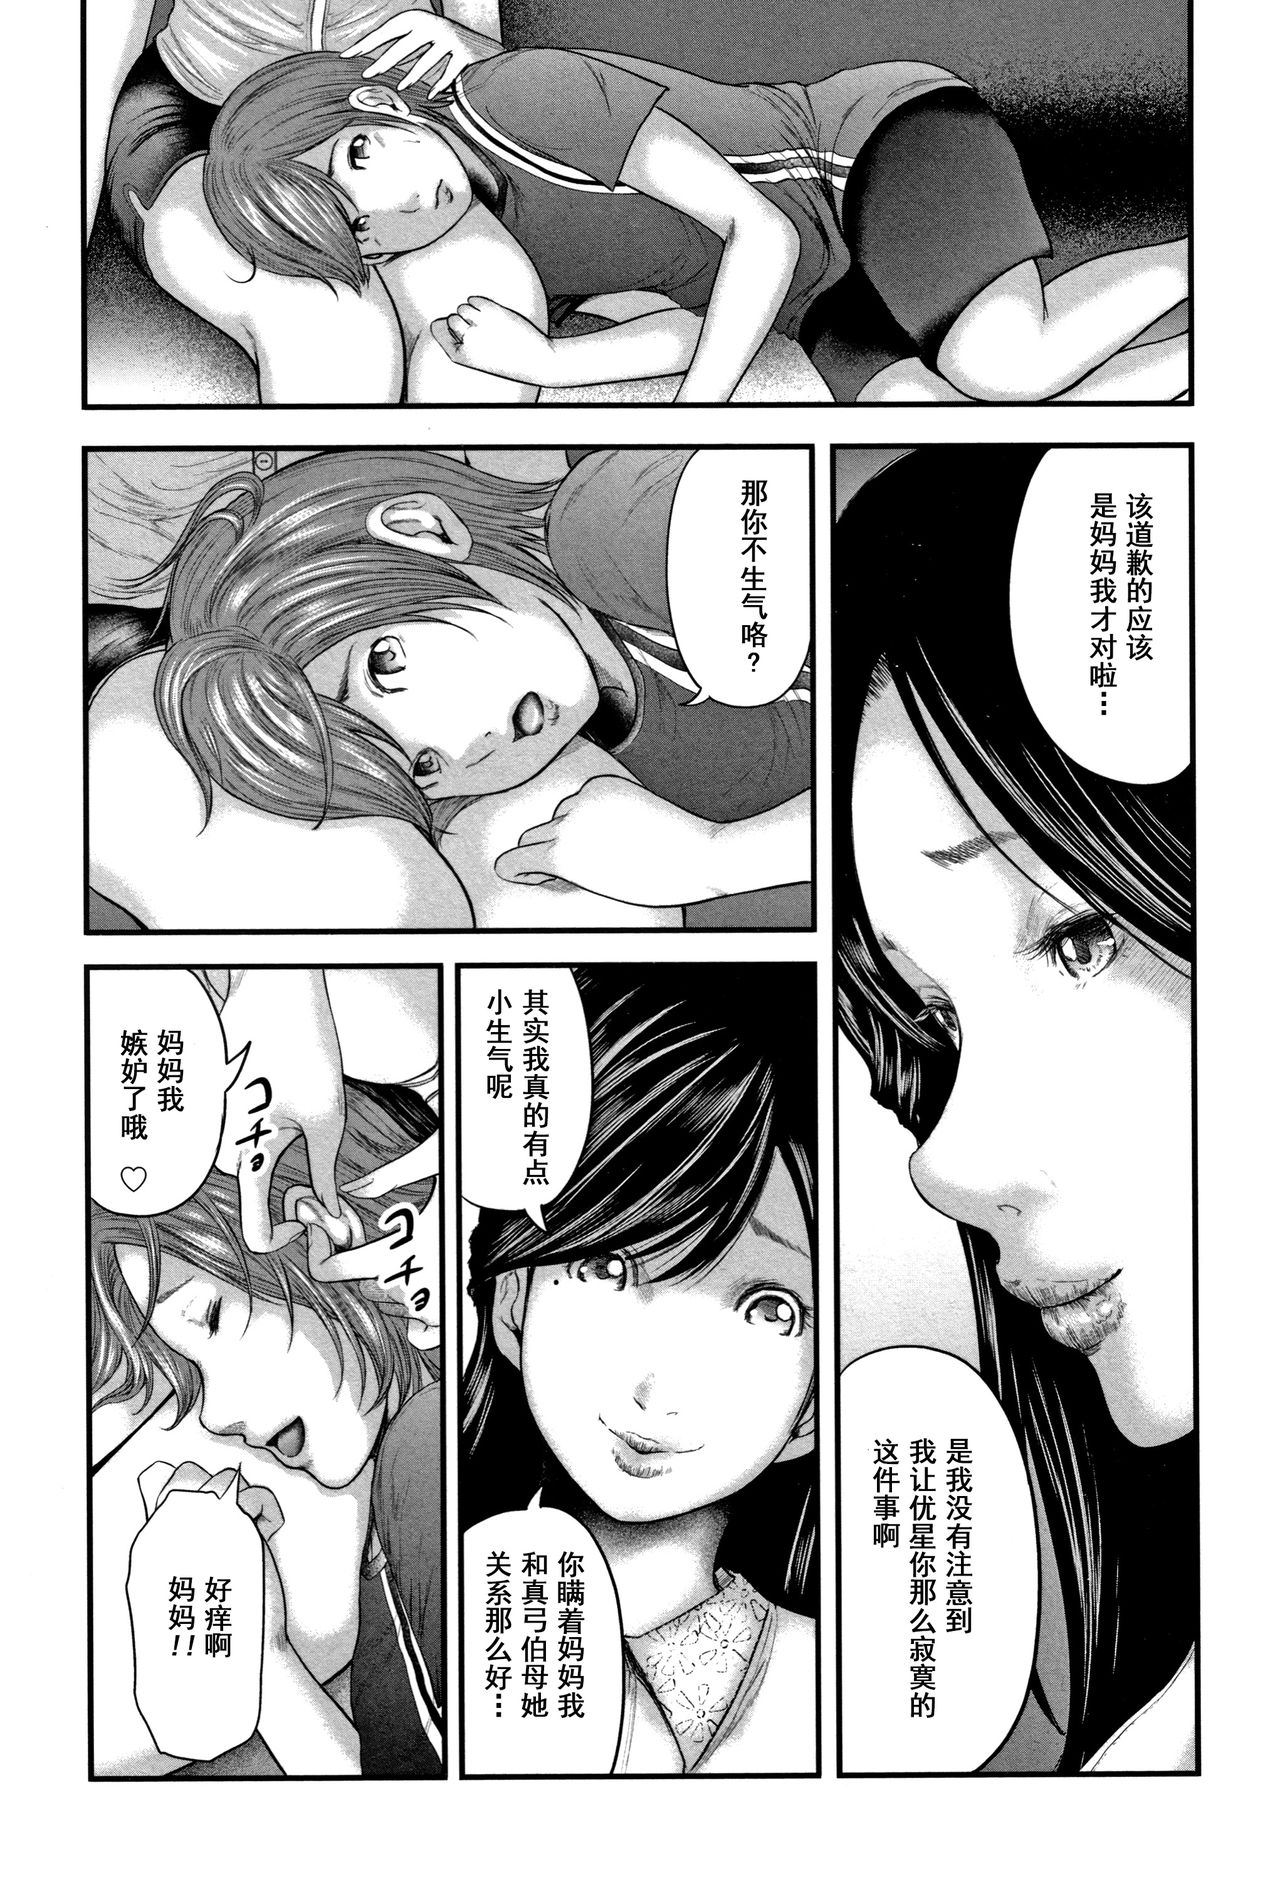 该道歉的应该
是妈妈我才对啦…
是我没有注意到
我让优星你那么寂寞的
这件事啊
那你不生气咯？
其实我真的有点
小生气呢
你瞒着妈妈我
和真弓伯母她
关系那么好…
妈妈我
嫉妒了哦
♡
コチョ
コチョ
好痒啊
妈妈!!